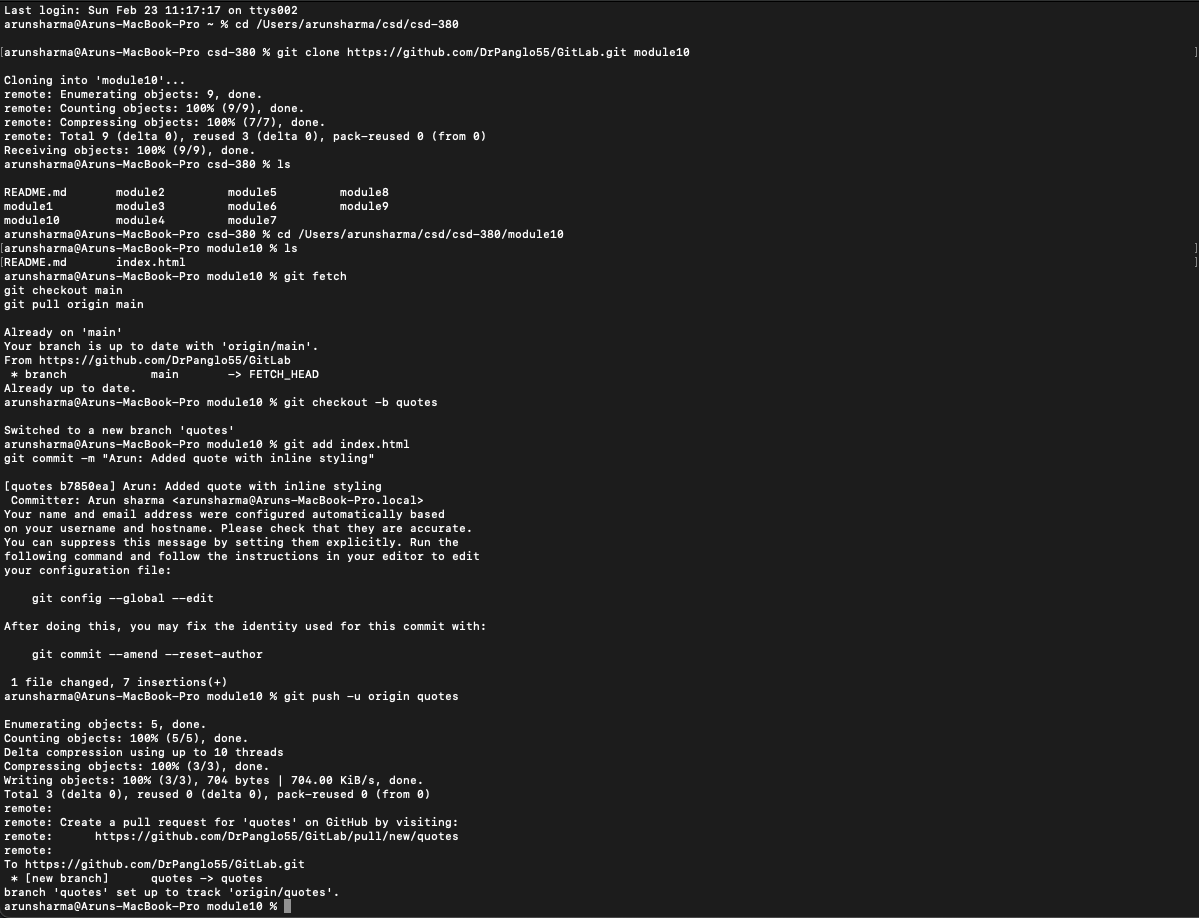 Last login: Sun Feb 23 11:17:17 on ttys002
arunsharma@Aruns-MacBook-Pro ~ % cd /Users/arunsharma/csd/csd-380
[arunsharma@Aruns-MacBook-Pro csd-380 % git clone https://github.com/DrPanglo55/GitLab.git module10 ]
Cloning into 'module10'...
remote: Enumerating objects: 9, done.
remote: Counting objects: 100% (9/9), done.
remote: Compressing objects: 100% (7/7), done.
remote: Total 9 (delta 0), reused 3 (delta 0), pack-reused 0 (from 0)
Receiving objects: 100% (9/9), done.
arunsharma@Aruns-MacBook-Pro csd-380 % ls
README.md module2 module5 module8
module1 module3 module6 module9
module10 module4 module7
arunsharma@Aruns-MacBook-Pro csd-380 % cd /Users/arunsharma/csd/csd-380/module10
[arunsharma@Aruns-MacBook-Pro module10 % ls ]
[README.md index.html ]
arunsharma@Aruns-MacBook-Pro module10 % git fetch
git checkout main
git pull origin main
Already on 'main'
Your branch is up to date with 'origin/main'.
From https://github.com/DrPanglo55/GitLab
 * branch main -> FETCH_HEAD
Already up to date.
arunsharma@Aruns-MacBook-Pro module10 % git checkout -b quotes
Switched to a new branch 'quotes'
arunsharma@Aruns-MacBook-Pro module10 % git add index.html
git commit -m "Arun: Added quote with inline styling"
[quotes b7850ea] Arun: Added quote with inline styling
 Committer: Arun sharma <arunsharma@Aruns-MacBook-Pro.local>
Your name and email address were configured automatically based
on your username and hostname. Please check that they are accurate.
You can suppress this message by setting them explicitly. Run the
following command and follow the instructions in your editor to edit
your configuration file:
git config --global --edit
After doing this, you may fix the identity used for this commit with:
git commit --amend --reset-author
 1 file changed, 7 insertions(+)
arunsharma@Aruns-MacBook-Pro module10 % git push -u origin quotes
Enumerating objects: 5, done.
Counting objects: 100% (5/5), done.
Delta compression using up to 10 threads
Compressing objects: 100% (3/3), done.
Writing objects: 100% (3/3), 704 bytes | 704.00 KiB/s, done.
Total 3 (delta 0), reused 0 (delta 0), pack-reused 0 (from 0)
remote:
remote: Create a pull request for 'quotes' on GitHub by visiting:
remote: https://github.com/DrPanglo55/GitLab/pull/new/quotes
remote:
To https://github.com/DrPanglo55/GitLab.git
 * [new branch] quotes -> quotes
branch 'quotes' set up to track 'origin/quotes'.
arunsharma@Aruns-MacBook-Pro module10 %